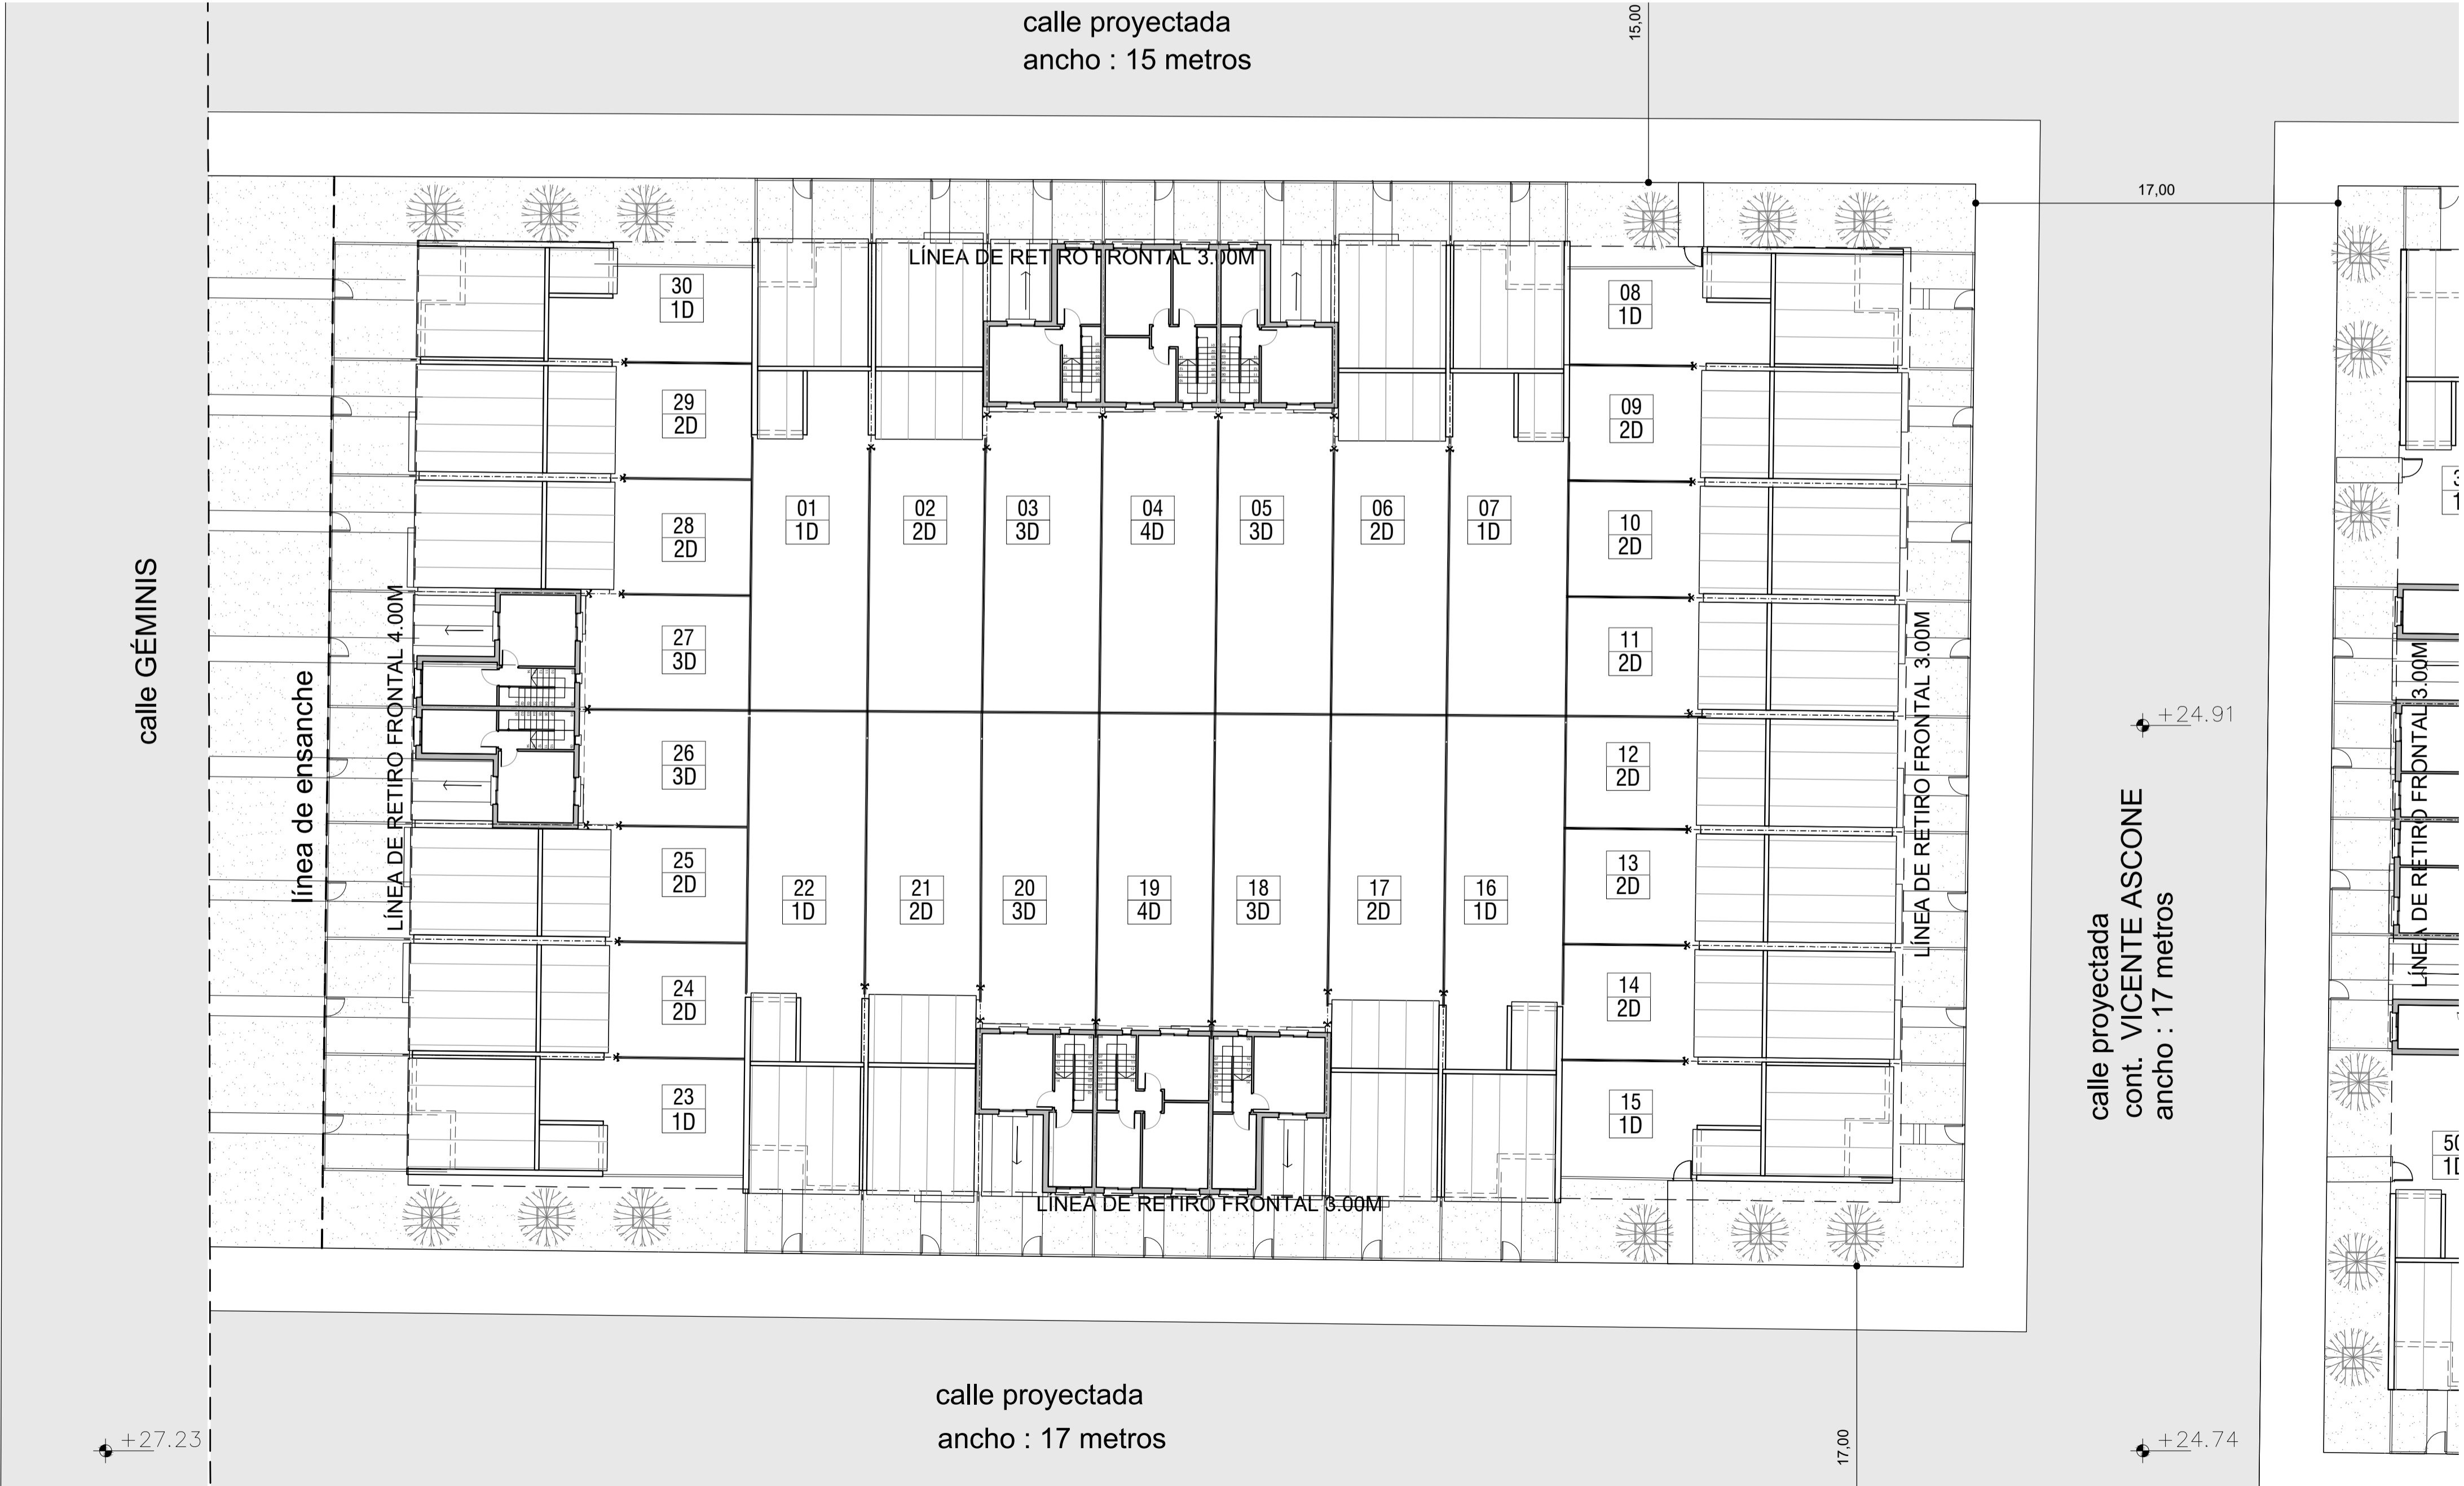 calle proyectada
ancho : 15 metros
15,00
17,00
LÍNEA DE RETIRO FRONTAL 3.00M
30
1D
29
2D
28
2D
27
3D
26
3D
25
2D
24
2D
23
1D
01
1D
02
2D
03
3D
04
4D
05
3D
06
2D
07
1D
08
1D
09
2D
10
2D
11
2D
12
2D
13
2D
14
2D
15
1D
22
1D
21
2D
20
3D
19
4D
18
3D
17
2D
16
1D
calle GÉMINIS
línea de ensanche
LÍNEA DE RETIRO FRONTAL 4.00M
LÍNEA DE RETIRO FRONTAL 3.00M
+24.91
calle proyectada
cont. VICENTE ASCONE
ancho : 17 metros
LÍNEA DE RETIRO FRONTAL 3.00M
LÍNEA DE RETIRO FRONTAL 3.00M
calle proyectada
ancho : 17 metros
17,00
+27.23
+24.74